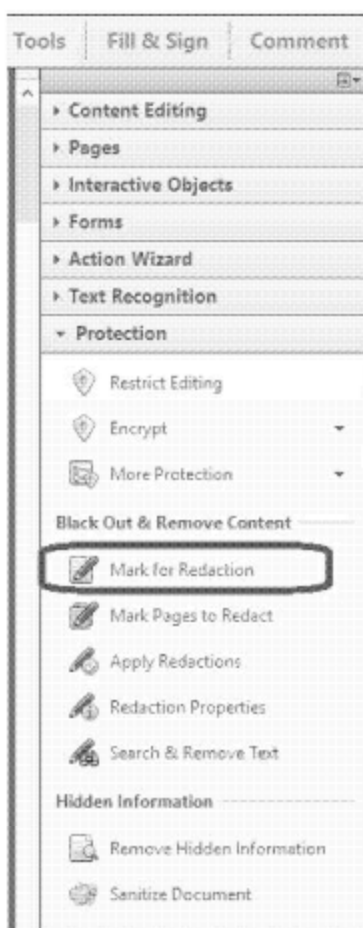 Tools Fill & Sign Comment
Content Editing
Pages
Interactive Objects
Forms
Action Wizard
Text Recognition
Protection
Restrict Editing
Encrypt
More Protection
Black Out & Remove Content
Mark for Redaction
Mark Pages to Redact
Apply Redactions
Redaction Properties
Search & Remove Text
Hidden Information
Remove Hidden Information
Sanitize Document